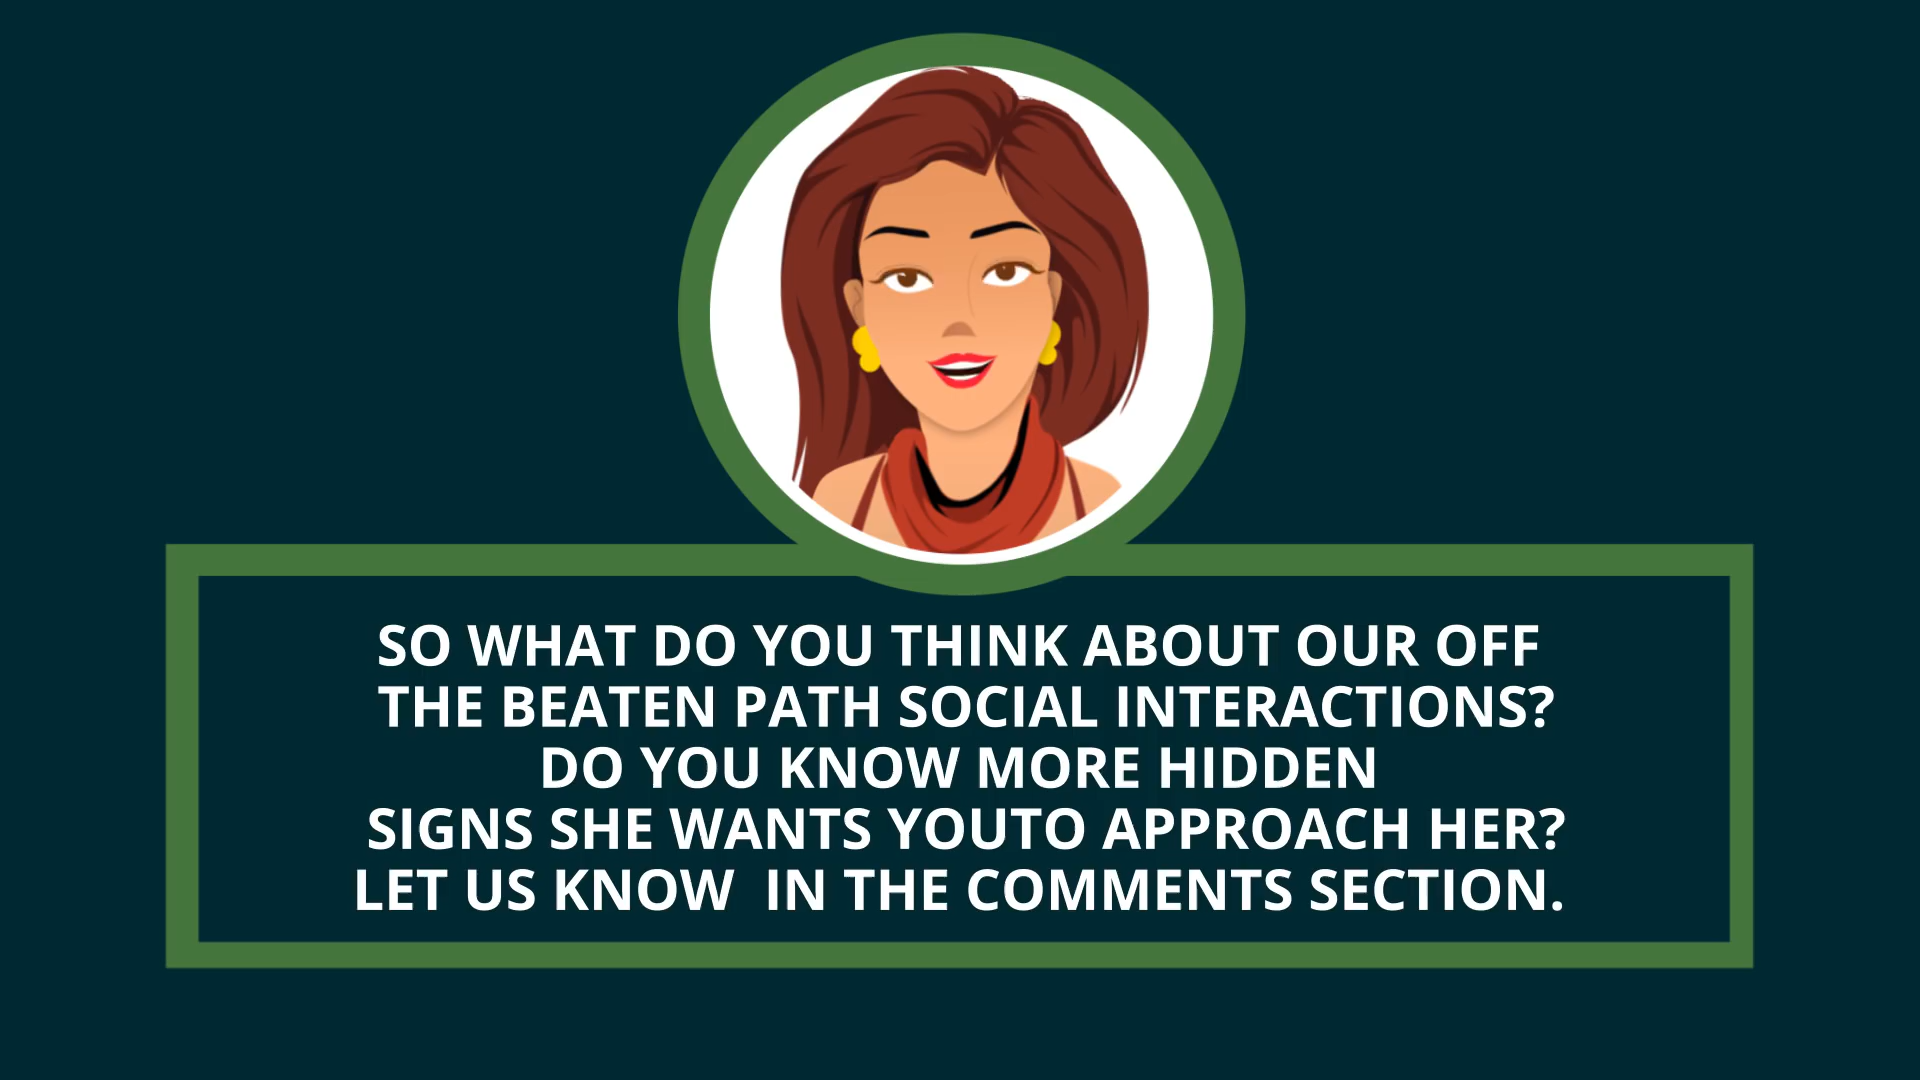 SO WHAT DO YOU THINK ABOUT OUR OFF
THE BEATEN PATH SOCIAL INTERACTIONS?
DO YOU KNOW MORE HIDDEN
SIGNS SHE WANTS YOUTO APPROACH HER?
LET US KNOW  IN THE COMMENTS SECTION.